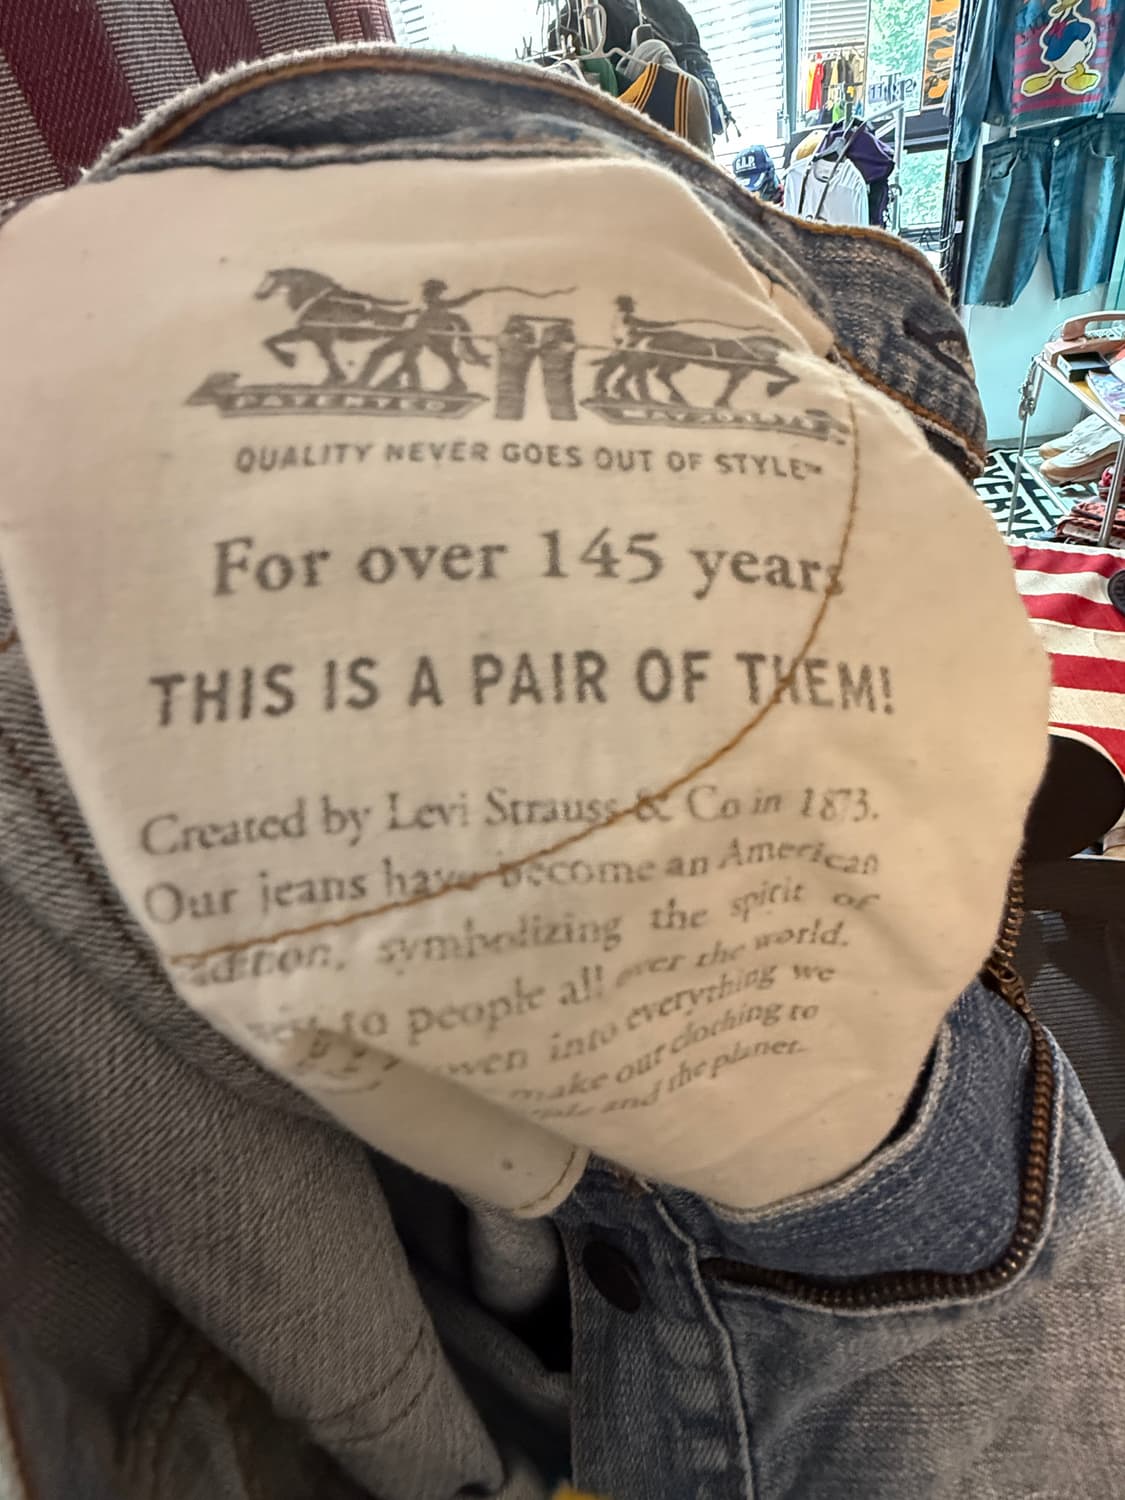 PATENTED
QUALITY NEVER GOES OUT OF STYLE™
For over 145 years
THIS IS A PAIR OF THEM!
Created by Levi Strauss & Co in 1873.
Our jeans have become an American
symbolizing the spirit of
to people all over the world.
into everything we
make our clothing to
and the planet.